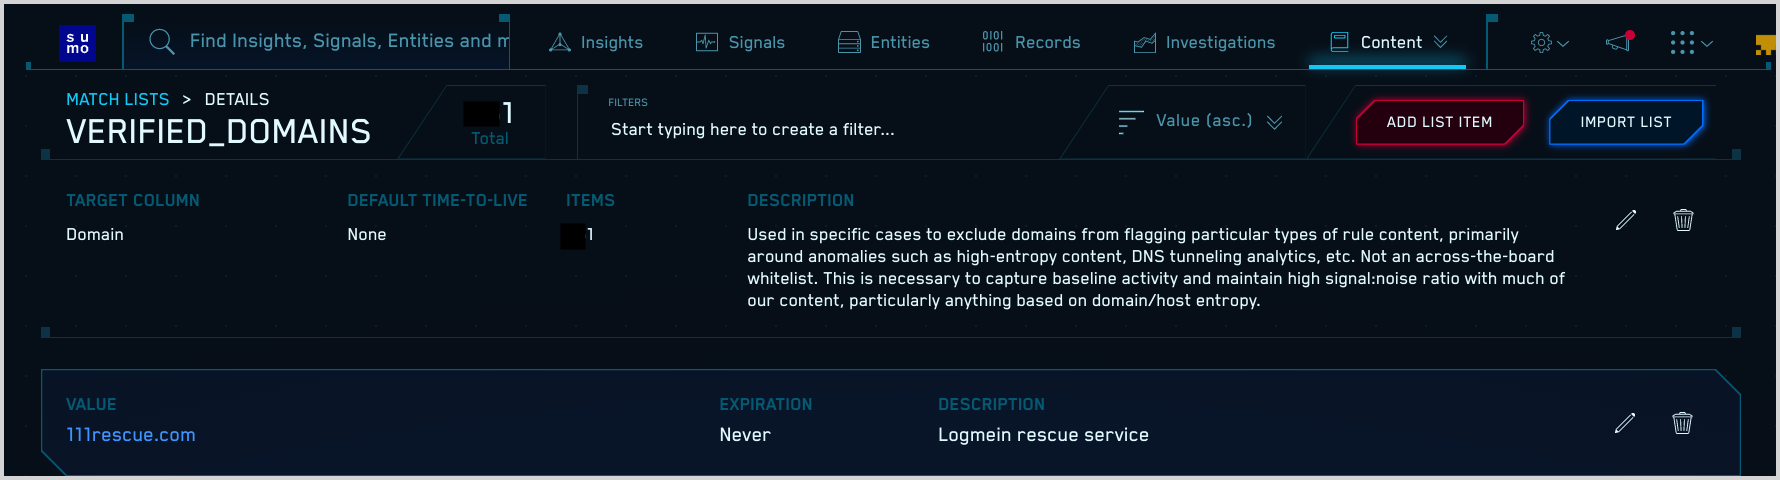 su
mo
Find Insights, Signals, Entities and m
Insights
Signals
Entities
0101
1001
Records
Investigations
Content
MATCH LISTS > DETAILS
VERIFIED_DOMAINS
1
Total
FILTERS
Start typing here to create a filter...
Value (asc.)
ADD LIST ITEM
IMPORT LIST
TARGET COLUMN
Domain
DEFAULT TIME-TO-LIVE
None
ITEMS
1
DESCRIPTION
Used in specific cases to exclude domains from flagging particular types of rule content, primarily
around anomalies such as high-entropy content, DNS tunneling analytics, etc. Not an across-the-board
whitelist. This is necessary to capture baseline activity and maintain high signal:noise ratio with much of
our content, particularly anything based on domain/host entropy.
VALUE
111rescue.com
EXPIRATION
Never
DESCRIPTION
Logmein rescue service